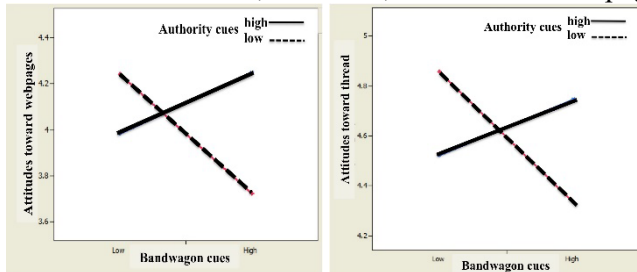 Authority cues high
low
4.4
4.2
4
3.8
3.6
Attitudes toward webpages
Low
High
Bandwagon cues
Authority cues high
low
5
4.8
4.6
4.4
4.2
Attitudes toward thread
Low
High
Bandwagon cues